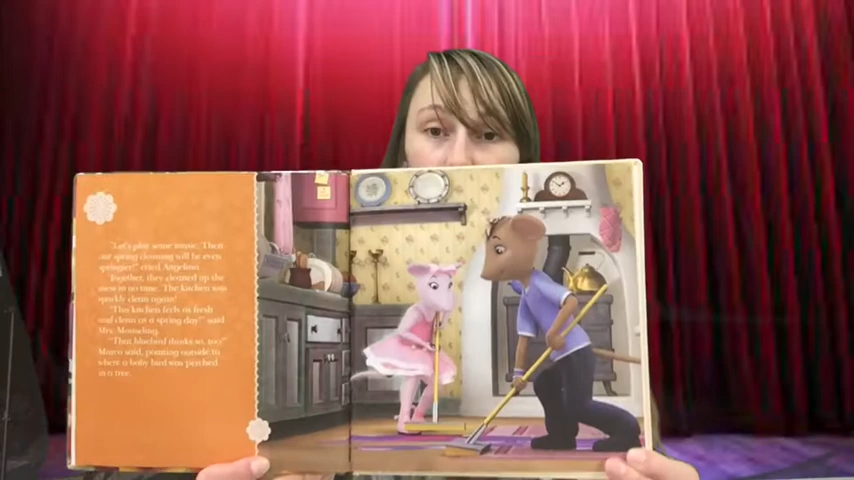 "Let's play some music. Then
our spring cleaning will be even
springier!" cried Angelina.
Together, they cleaned up the
mess in no time. The kitchen was
sparkly clean again!
"This kitchen feels as fresh
and clean as a spring day!" said
Mrs. Mouseling.
"That bluebird thinks so, too!"
Marco said, pointing outside to
where a baby bird was perched
in a tree.